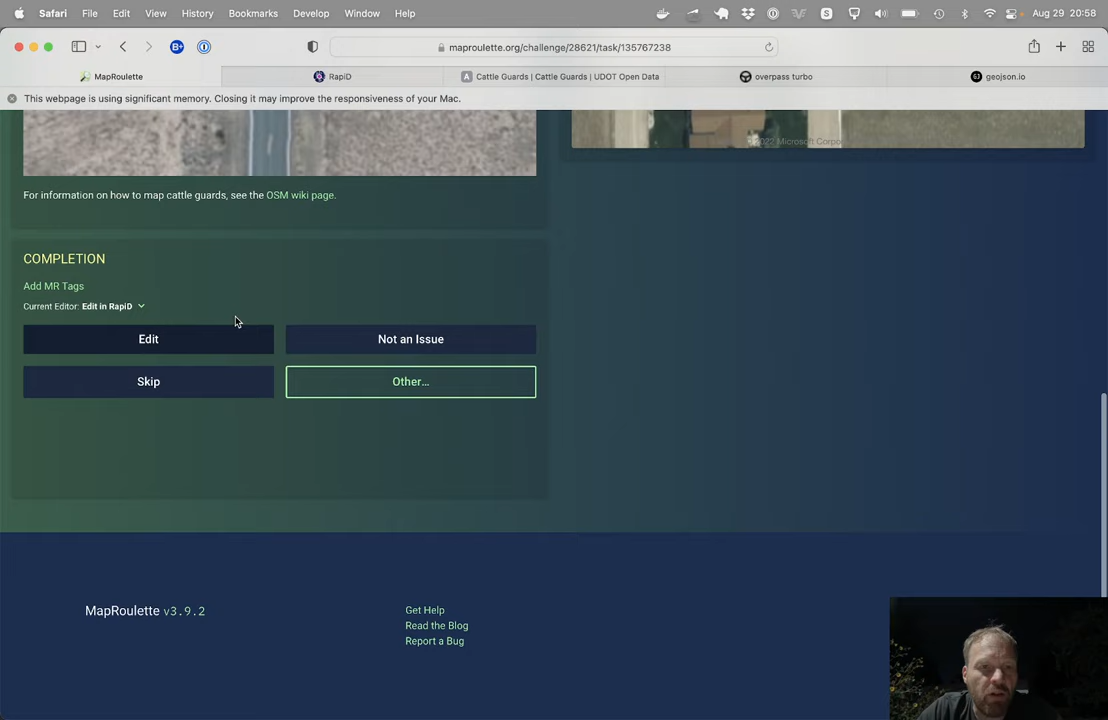 Safari File Edit View History Bookmarks Develop Window Help Aug 29 20:58
maproulette.org/challenge/28621/task/135767238
MapRoulette RapiD Cattle Guards | Cattle Guards | UDOT Open Data overpass turbo geojson.io
This webpage is using significant memory. Closing it may improve the responsiveness of your Mac.
2022 Microsoft Corpo
For information on how to map cattle guards, see the OSM wiki page.
COMPLETION
Add MR Tags
Current Editor: Edit in RapiD
Edit Not an Issue
Skip Other...
MapRoulette v3.9.2
Get Help
Read the Blog
Report a Bug